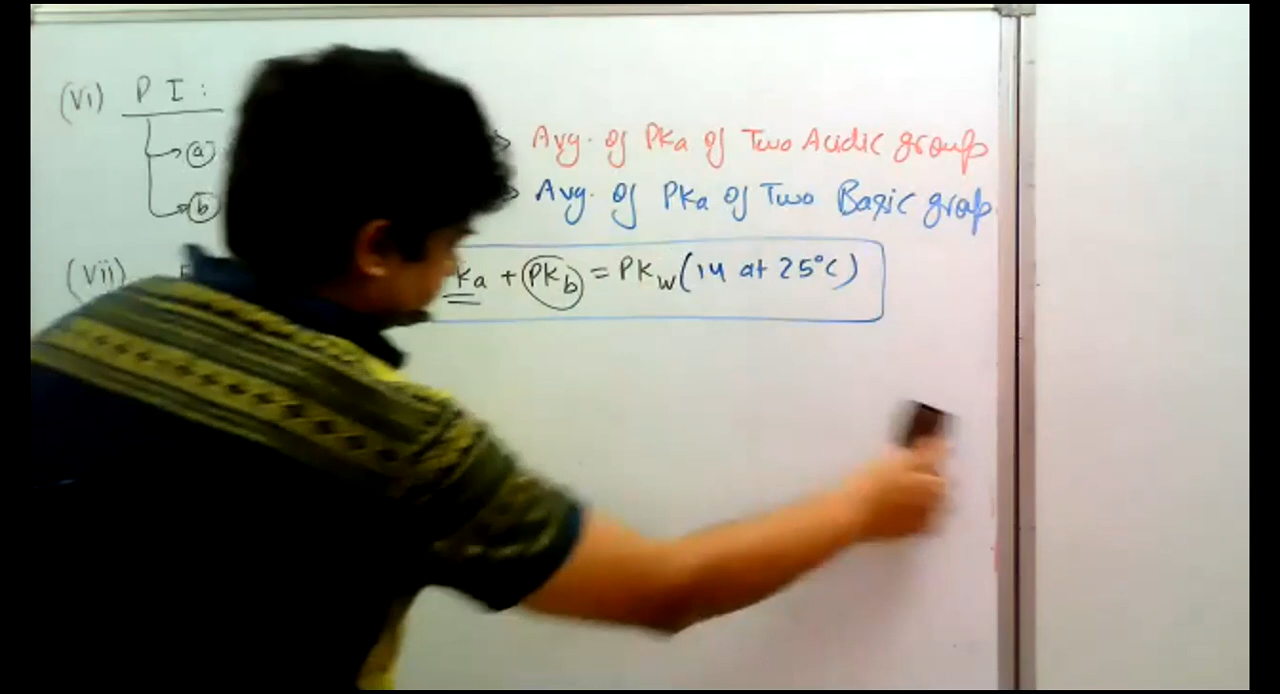 (VI) P I :
→ (a) → Avg. of PKa of Two Acidic group
→ (b) → Avg. of PKa of Two Basic group.
(Vii) Ka + PKb = PKw (14 at 25°C)